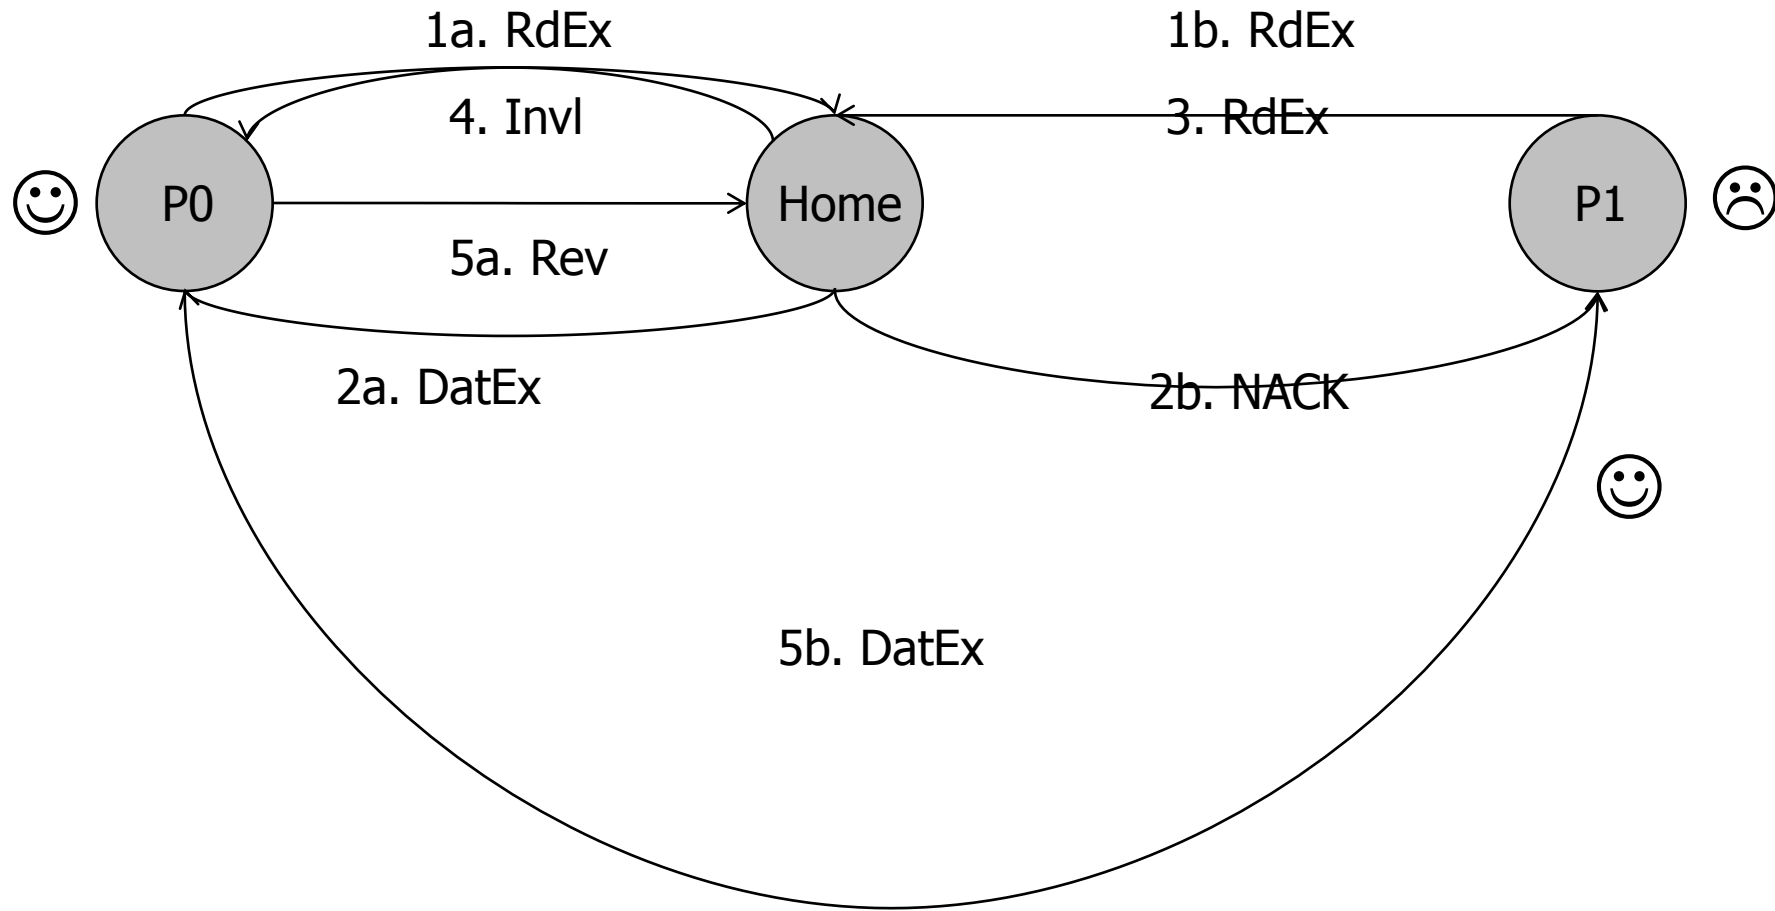 1a. RdEx
1b. RdEx
4. Invl
3. RdEx
P0
Home
P1
5a. Rev
2a. DatEx
2b. NACK
5b. DatEx